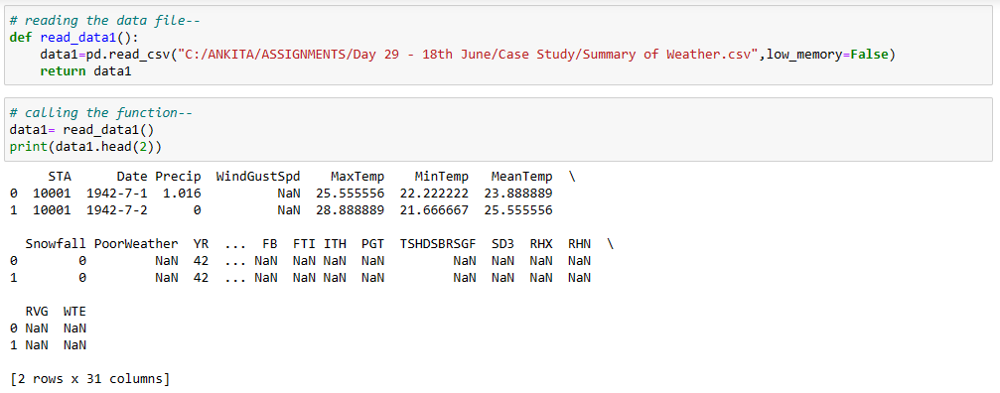 # reading the data file--
def read_data1():
    data1=pd.read_csv("C:/ANKITA/ASSIGNMENTS/Day 29 - 18th June/Case Study/Summary of Weather.csv",low_memory=False)
    return data1
# calling the function--
data1= read_data1()
print(data1.head(2))
     STA      Date Precip  WindGustSpd    MaxTemp    MinTemp   MeanTemp  \
0  10001  1942-7-1  1.016          NaN  25.555556  22.222222  23.888889
1  10001  1942-7-2      0          NaN  28.888889  21.666667  25.555556
  Snowfall PoorWeather  YR  ...  FB  FTI ITH  PGT  TSHDSBRSGF  SD3  RHX  RHN  \
0        0         NaN  42  ... NaN  NaN NaN  NaN         NaN  NaN  NaN  NaN
1        0         NaN  42  ... NaN  NaN NaN  NaN         NaN  NaN  NaN  NaN
  RVG  WTE
0 NaN  NaN
1 NaN  NaN
[2 rows x 31 columns]